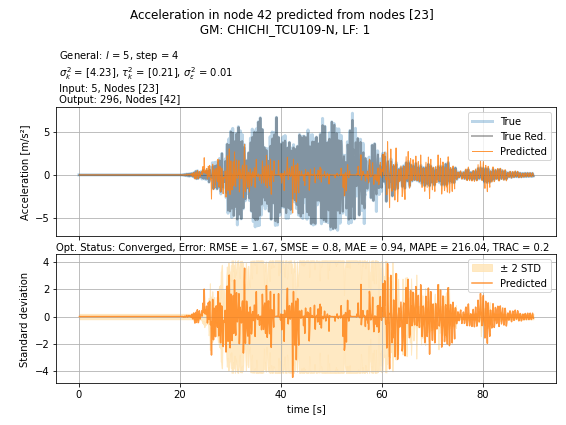 Acceleration in node 42 predicted from nodes [23]
GM: CHICHI_TCU109-N, LF: 1
General: l = 5, step = 4
σ²ₖ = [4.23], τ²ₖ = [0.21], σ²ε = 0.01
Input: 5, Nodes [23]
Output: 296, Nodes [42]
Acceleration [m/s²]
5
0
−5
True
True Red.
Predicted
Opt. Status: Converged, Error: RMSE = 1.67, SMSE = 0.8, MAE = 0.94, MAPE = 216.04, TRAC = 0.2
Standard deviation
4
2
0
−2
−4
± 2 STD
Predicted
0 20 40 60 80
time [s]